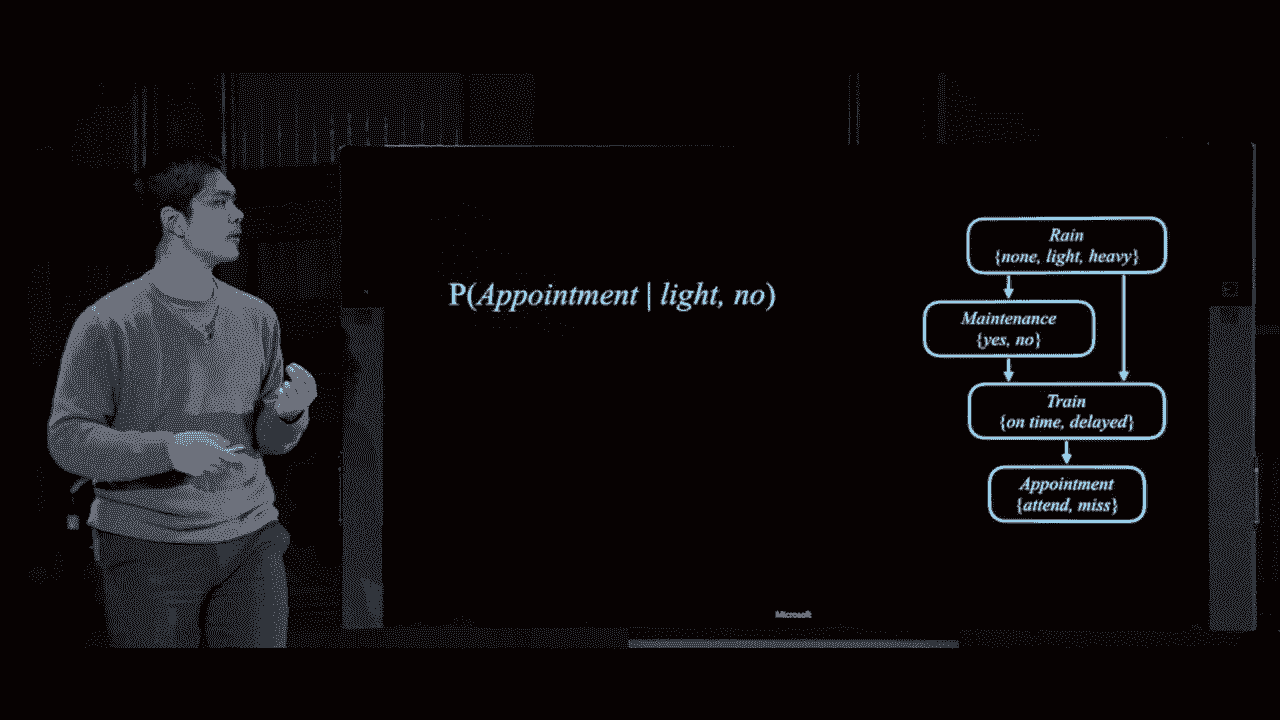 P(Appointment | light, no)
Rain
{none, light, heavy}
Maintenance
{yes, no}
Train
{on time, delayed}
Appointment
{attend, miss}
Microsoft